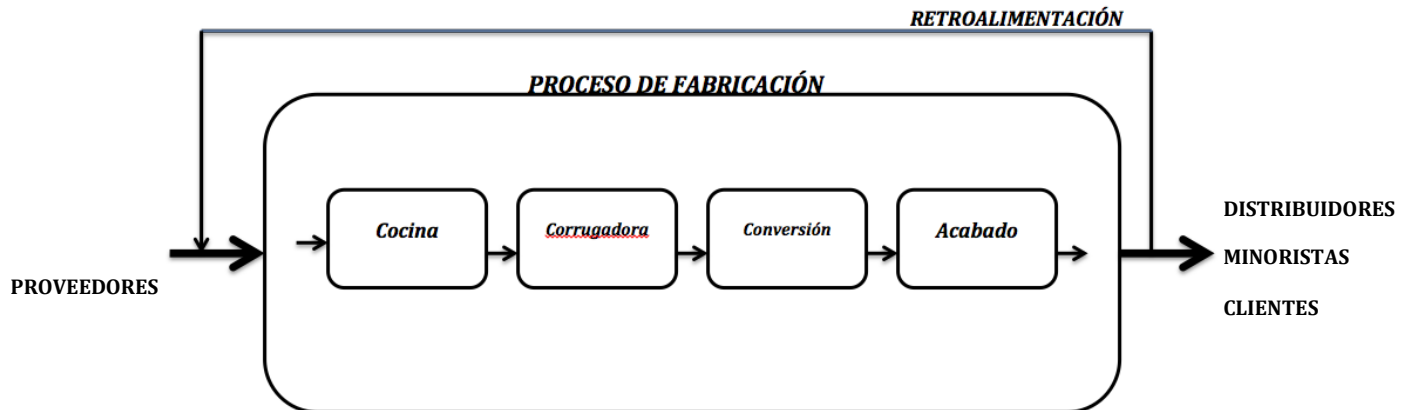 RETROALIMENTACIÓN
PROCESO DE FABRICACIÓN
Cocina
Corrugadora
Conversión
Acabado
PROVEEDORES
DISTRIBUIDORES
MINORISTAS
CLIENTES